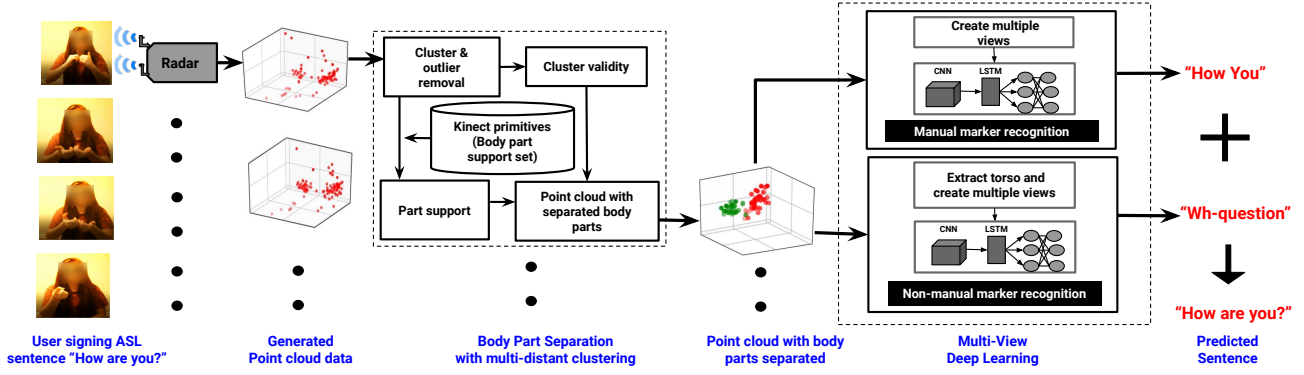 Radar
Cluster &
outlier
removal
Cluster validity
Kinect primitives
(Body part
support set)
Part support
Point cloud with
separated body
parts
Create multiple
views
CNN
LSTM
Manual marker recognition
Extract torso and
create multiple views
CNN
LSTM
Non-manual marker recognition
“How You”
“Wh-question”
“How are you?”
User signing ASL
sentence “How are you?”
Generated
Point cloud data
Body Part Separation
with multi-distant clustering
Point cloud with body
parts separated
Multi-View
Deep Learning
Predicted
Sentence